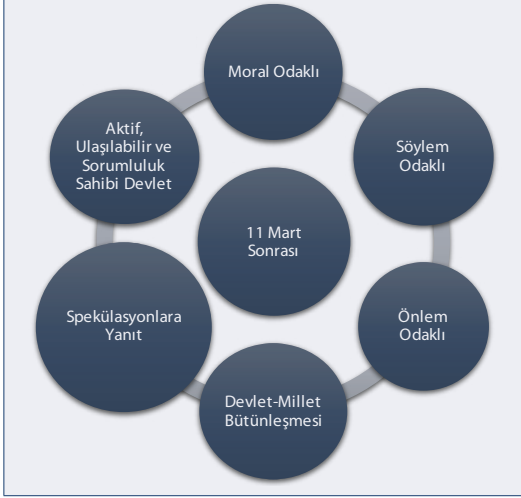 Moral Odaklı
Söylem
Odaklı
Önlem
Odaklı
Devlet-Millet
Bütünleşmesi
Spekülasyonlara
Yanıt
Aktif,
Ulaşılabilir ve
Sorumluluk
Sahibi Devlet
11 Mart
Sonrası